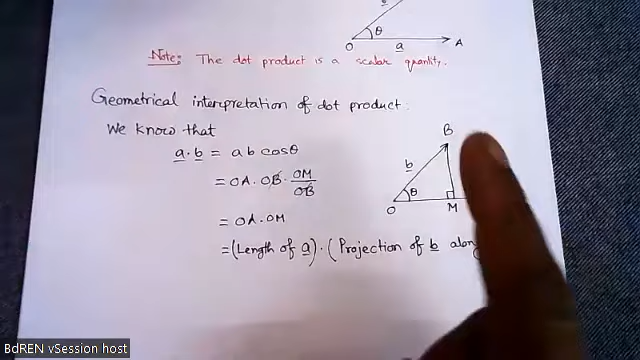 O θ a A
Note: The dot product is a scalar quantity.
Geometrical interpretation of dot product:
We know that
a · b = ab cosθ
= OA. OB. OM/OB
= OA. OM
= (Length of a). (Projection of b along
B
b
θ
O M
BdREN vSession host